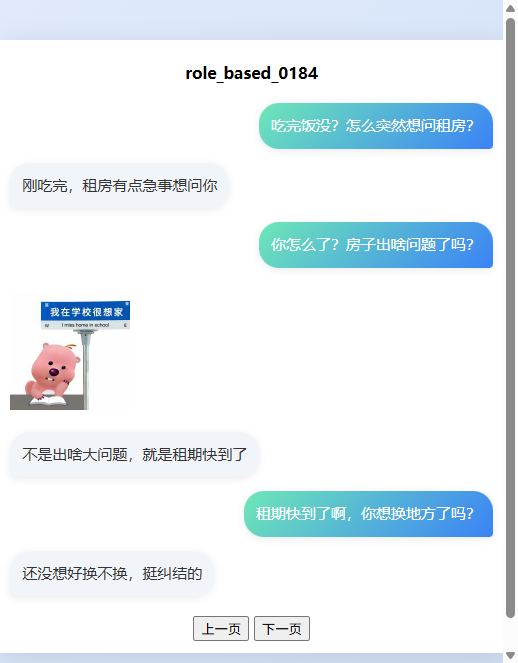 role_based_0184
吃完饭没？怎么突然想问租房？
刚吃完，租房有点急事想问你
你怎么了？房子出啥问题了吗？
我在学校很想家
W I miss home in school E
不是出啥大问题，就是租期快到了
租期快到了啊，你想换地方了吗？
还没想好换不换，挺纠结的
上一页 下一页